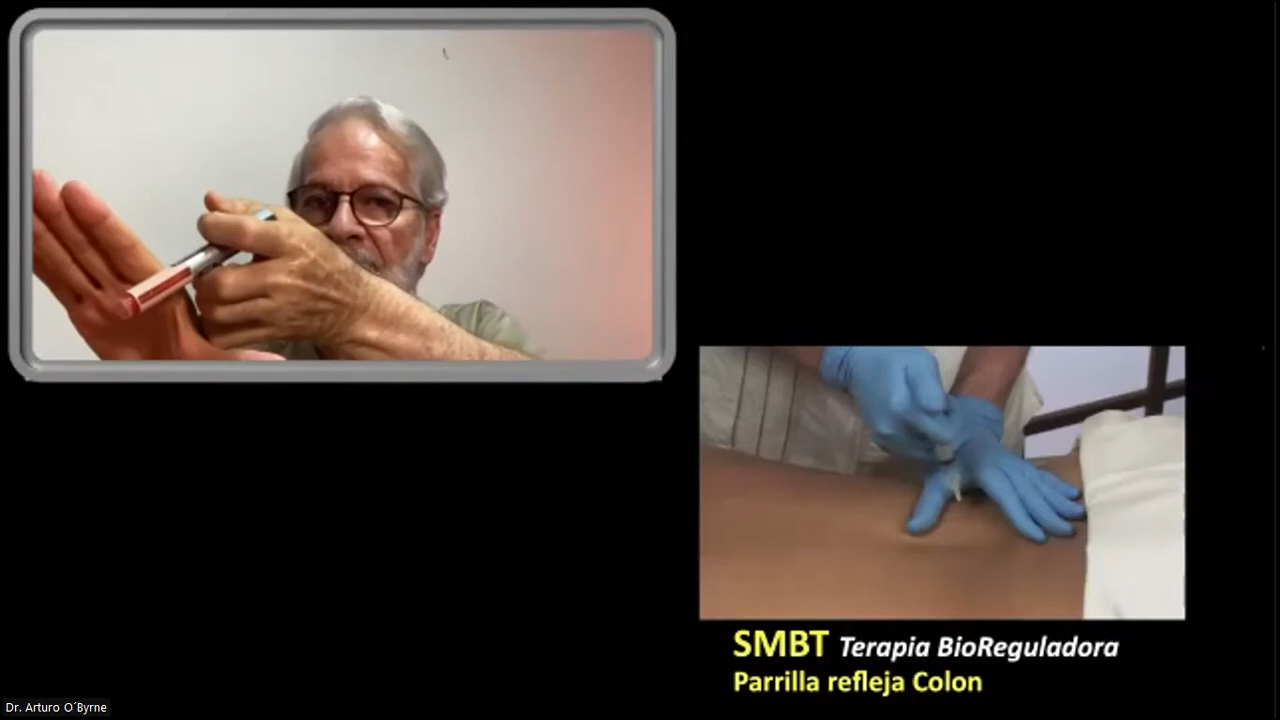 SMBT Terapia BioReguladora
Parrilla refleja Colon
Dr. Arturo O´Byrne